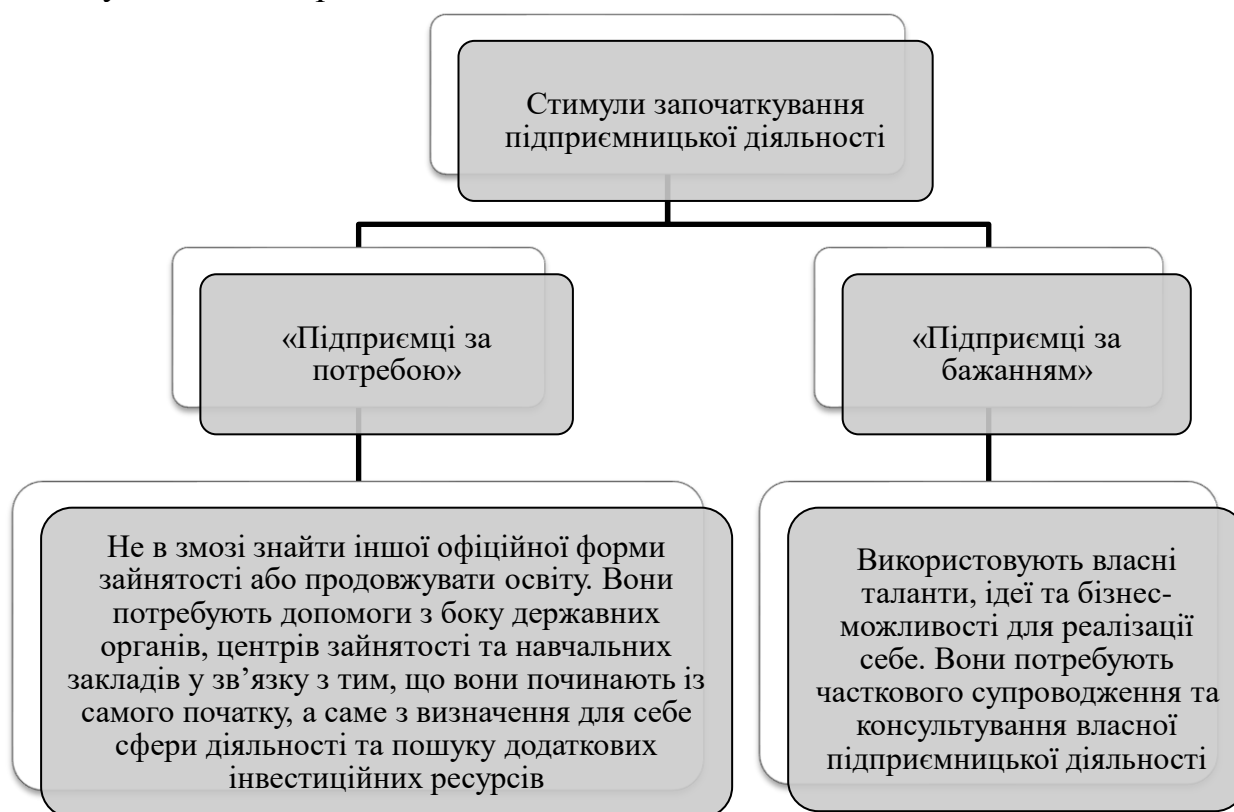 Стимули започаткування
підприємницької діяльності
«Підприємці за
потребою»
«Підприємці за
бажанням»
Не в змозі знайти іншої офіційної форми
зайнятості або продовжувати освіту. Вони
потребують допомоги з боку державних
органів, центрів зайнятості та навчальних
закладів у зв’язку з тим, що вони починають із
самого початку, а саме з визначення для себе
сфери діяльності та пошуку додаткових
інвестиційних ресурсів
Використовують власні
таланти, ідеї та бізнес-
можливості для реалізації
себе. Вони потребують
часткового супроводження та
консультування власної
підприємницької діяльності